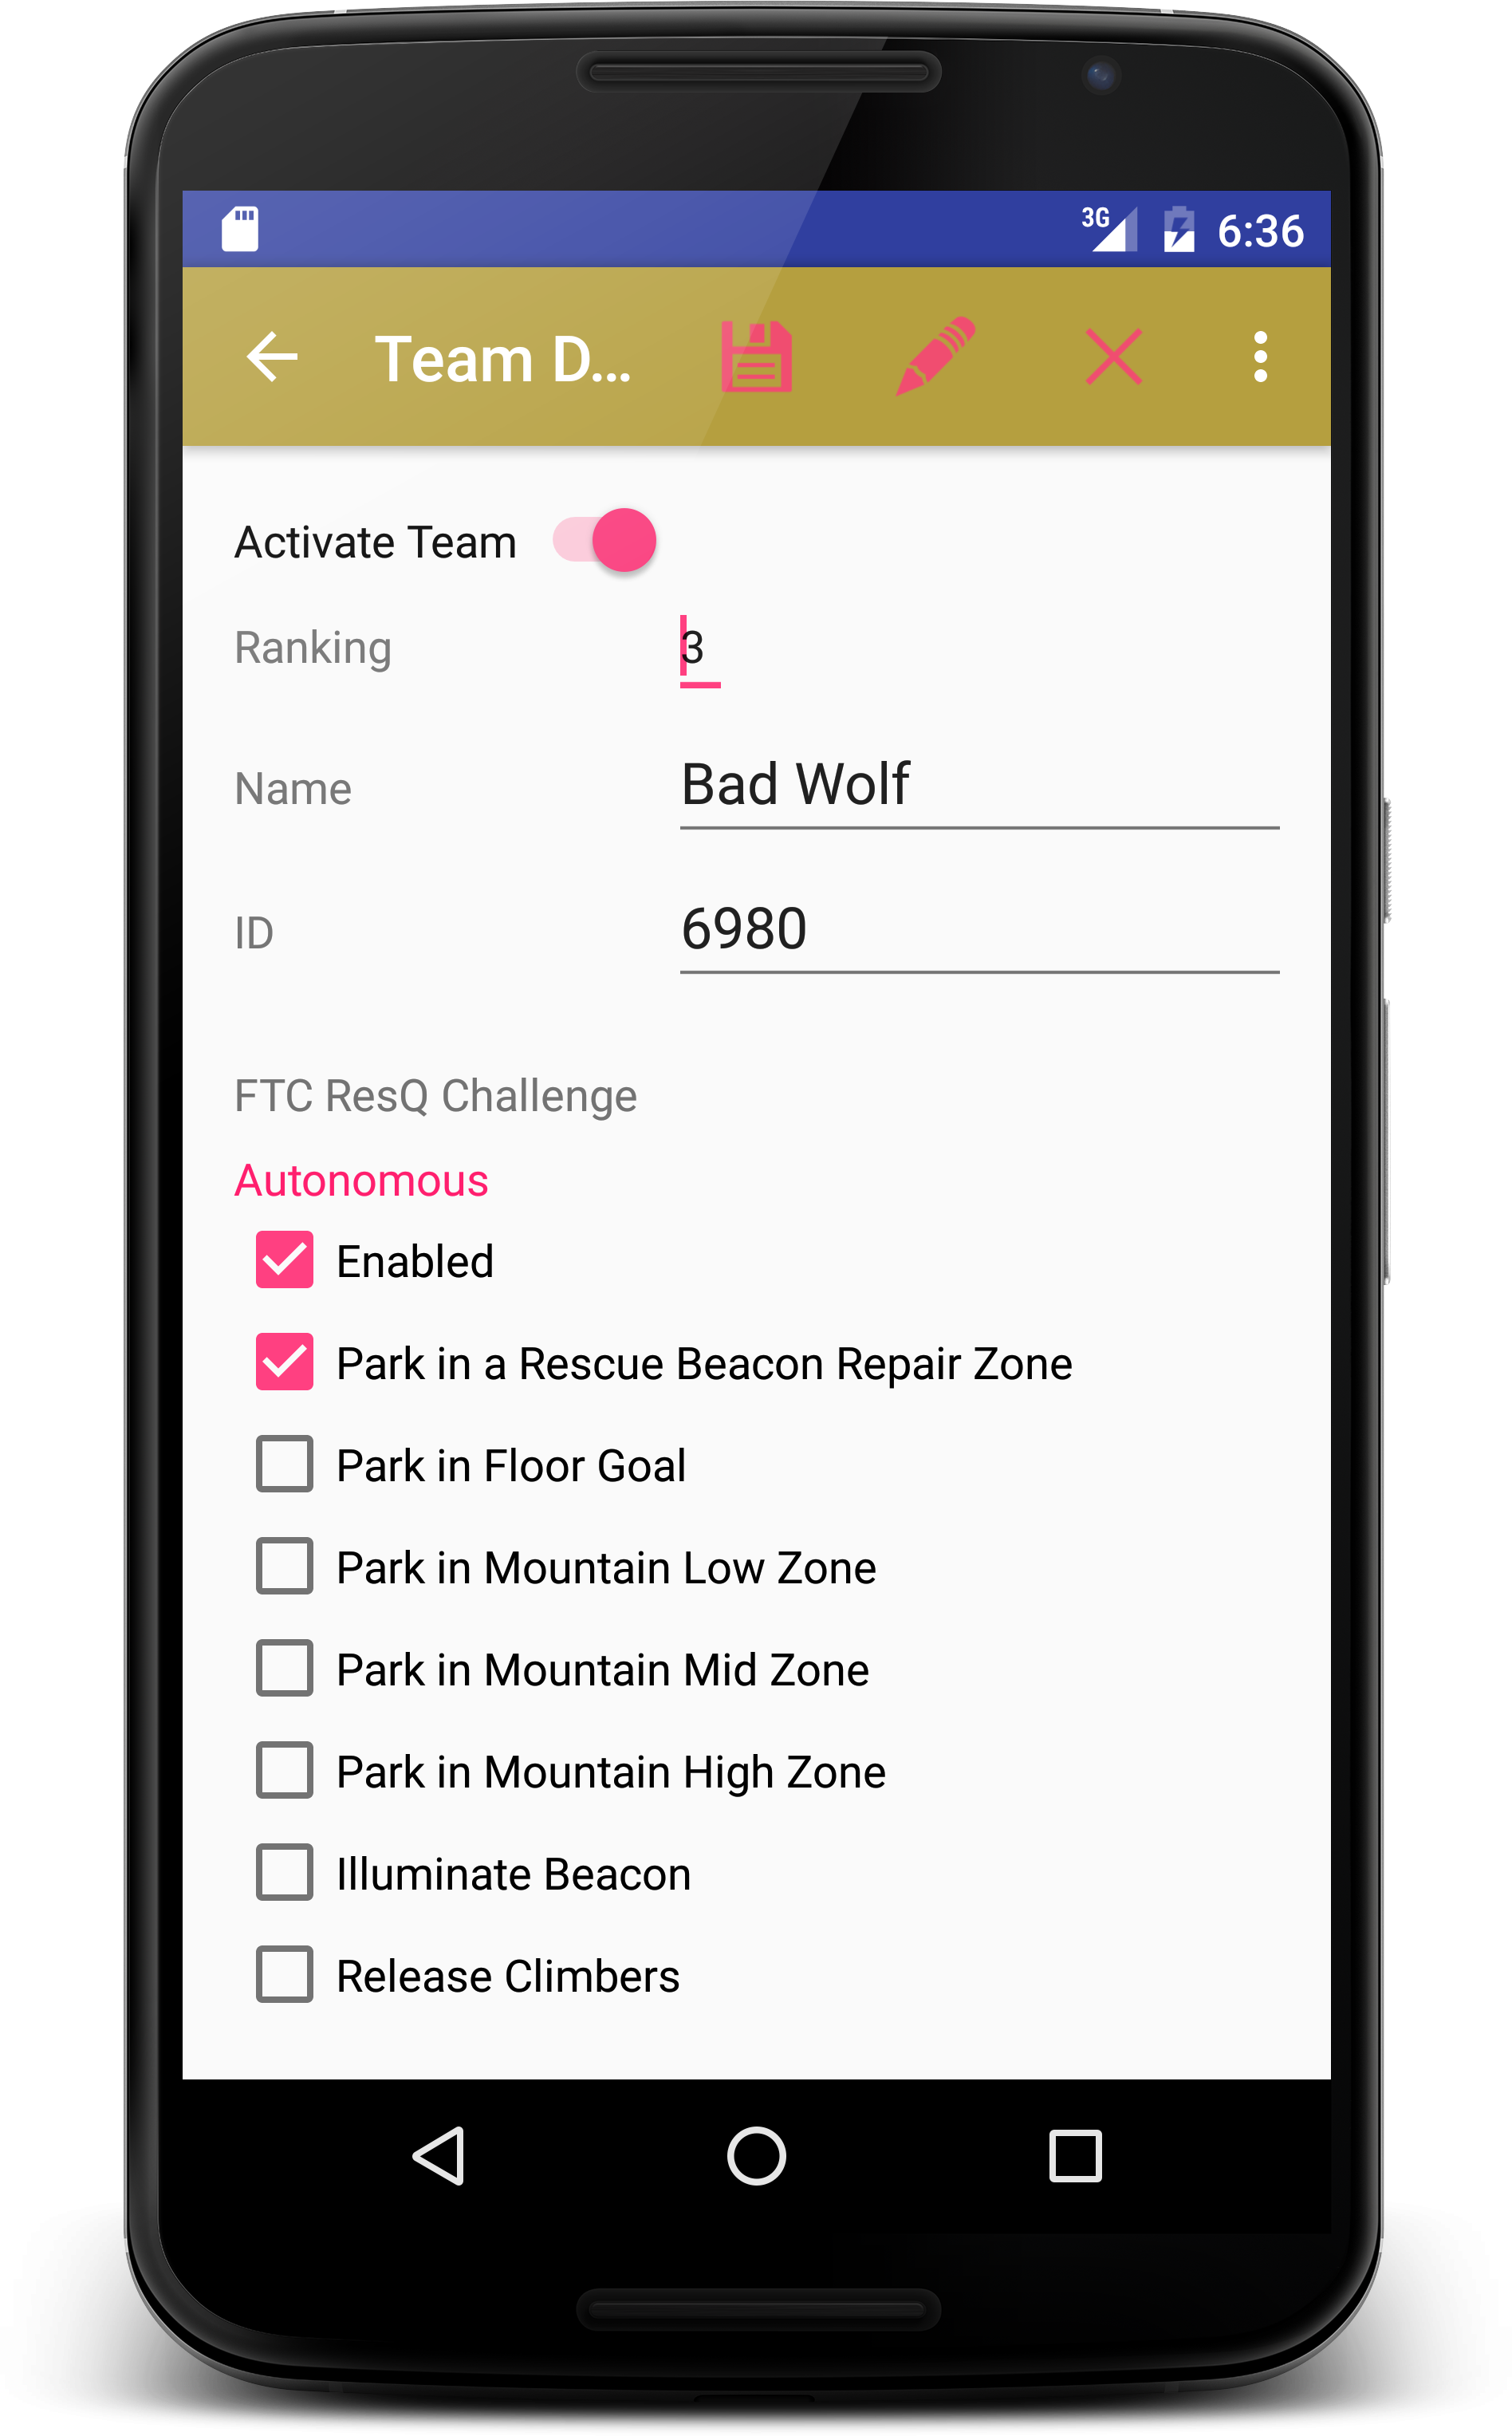 3G 6:36
Team D...
Activate Team
Ranking 3
Name Bad Wolf
ID 6980
FTC ResQ Challenge
Autonomous
Enabled
Park in a Rescue Beacon Repair Zone
Park in Floor Goal
Park in Mountain Low Zone
Park in Mountain Mid Zone
Park in Mountain High Zone
Illuminate Beacon
Release Climbers